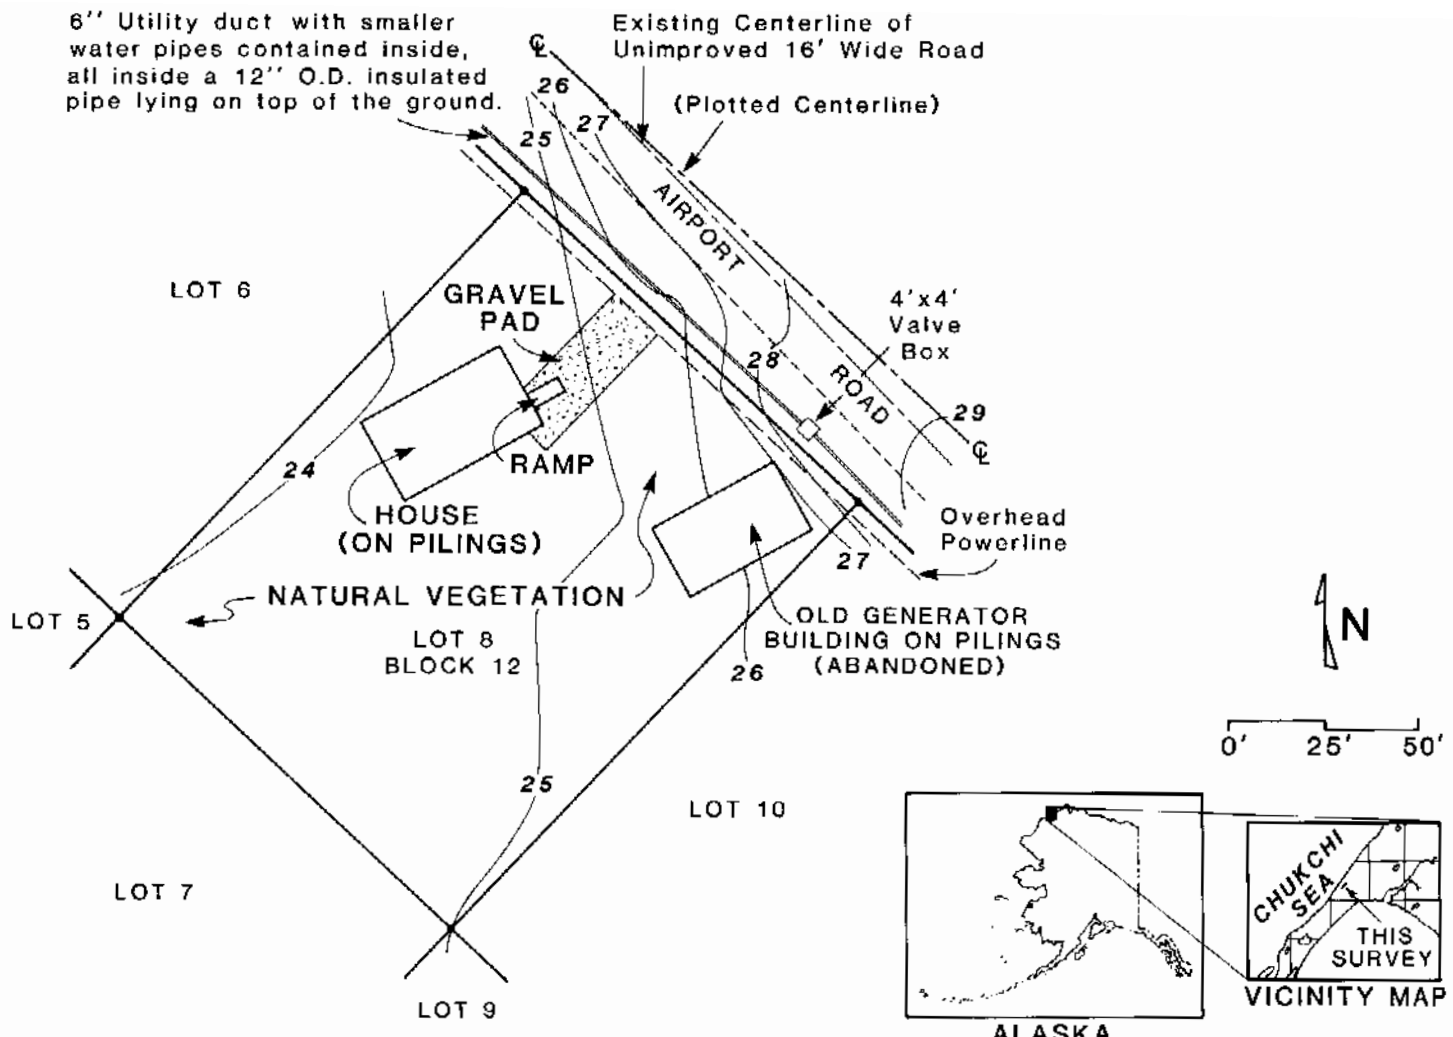 6'' Utility duct with smaller
water pipes contained inside,
all inside a 12'' O.D. insulated
pipe lying on top of the ground.
Existing Centerline of
Unimproved 16' Wide Road
(Plotted Centerline)
℄
26
25
27
AIRPORT
ROAD
LOT 6
GRAVEL
PAD
4'x4'
Valve
Box
28
29
℄
24
RAMP
HOUSE
(ON PILINGS)
Overhead
Powerline
27
NATURAL VEGETATION
LOT 5
LOT 8
BLOCK 12
OLD GENERATOR
BUILDING ON PILINGS
(ABANDONED)
26
N
0' 25' 50'
25
LOT 10
LOT 7
LOT 9
CHUKCHI
SEA
THIS
SURVEY
VICINITY MAP
ALASKA